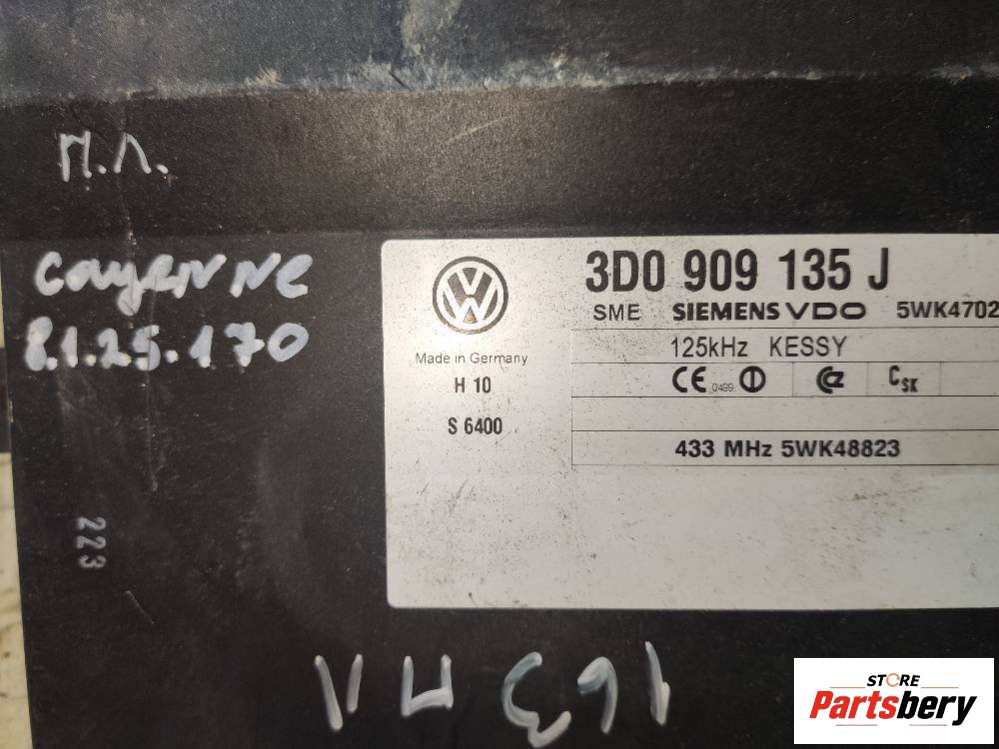 П.Л.
Cayenne
8.1.25.170
3D0 909 135 J
SME SIEMENS VDO 5WK4702
Made in Germany
125kHz KESSY
H 10
CE 0499
S 6400
433 MHz 5WK48823
223
STORE
Partsbery